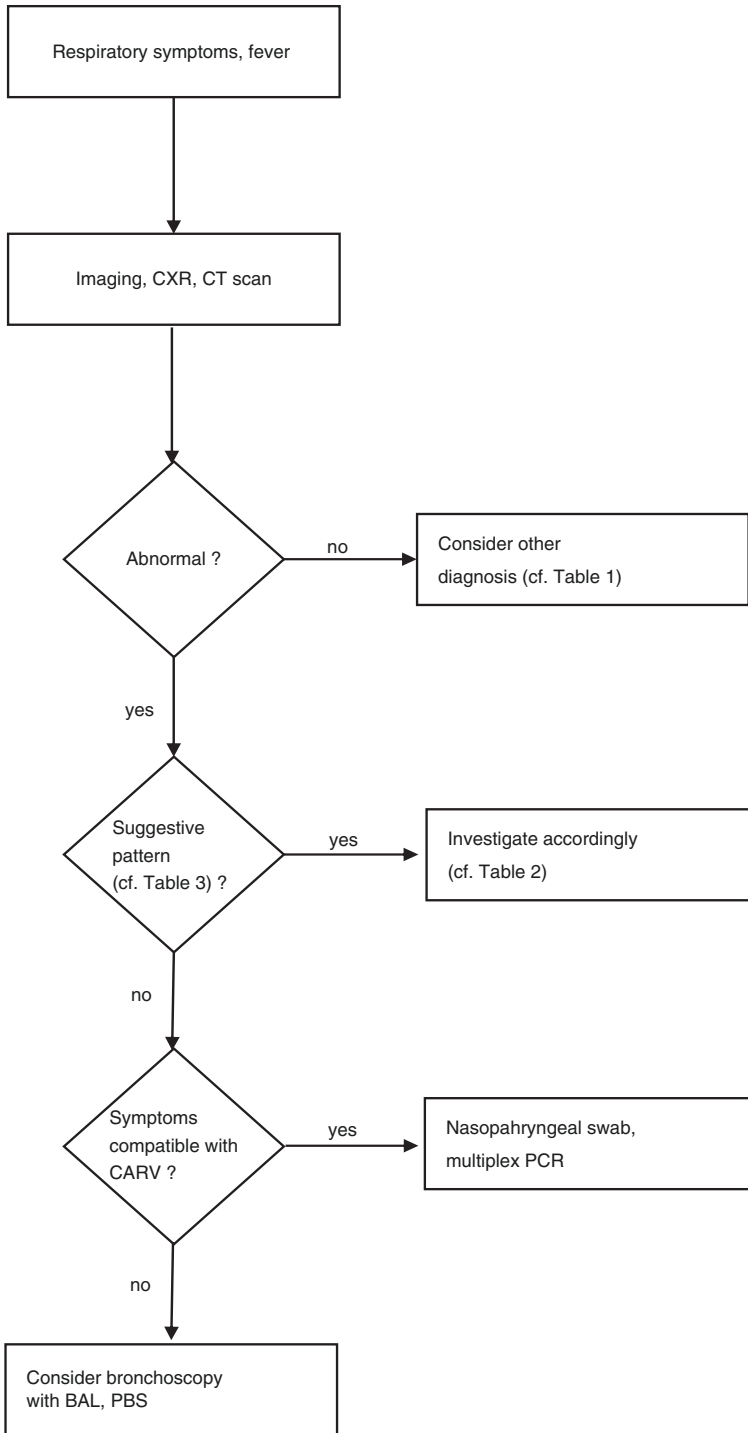 Respiratory symptoms, fever
Imaging, CXR, CT scan
Abnormal ?
no
Consider other
diagnosis (cf. Table 1)
yes
Suggestive
pattern
(cf. Table 3) ?
yes
Investigate accordingly
(cf. Table 2)
no
Symptoms
compatible with
CARV ?
yes
Nasopahryngeal swab,
multiplex PCR
no
Consider bronchoscopy
with BAL, PBS